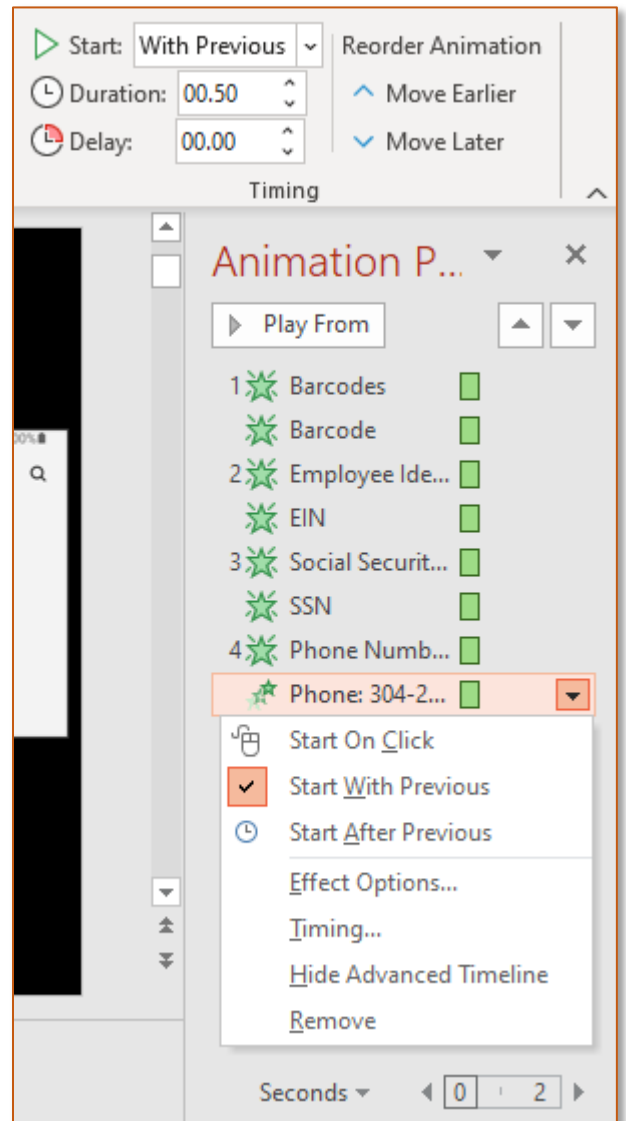 Start: With Previous Reorder Animation
Duration: 00.50 Move Earlier
Delay: 00.00 Move Later
Timing
Animation P...
Play From
1 Barcodes
Barcode
2 Employee Ide...
EIN
3 Social Securit...
SSN
4 Phone Numb...
Phone: 304-2...
Start On Click
Start With Previous
Start After Previous
Effect Options...
Timing...
Hide Advanced Timeline
Remove
Seconds 0 2